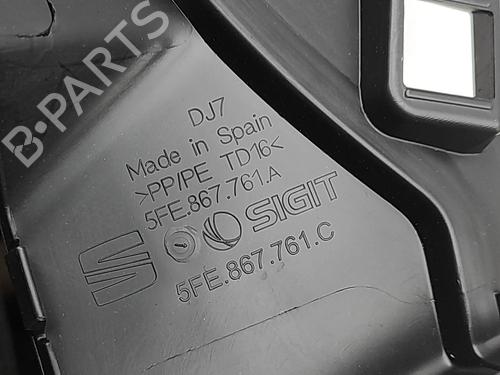 B-PARTS
DJ7
Made in Spain
>PP/PE TD16<
5FE.867.761.A
SIGIT
5FE.867.761.C